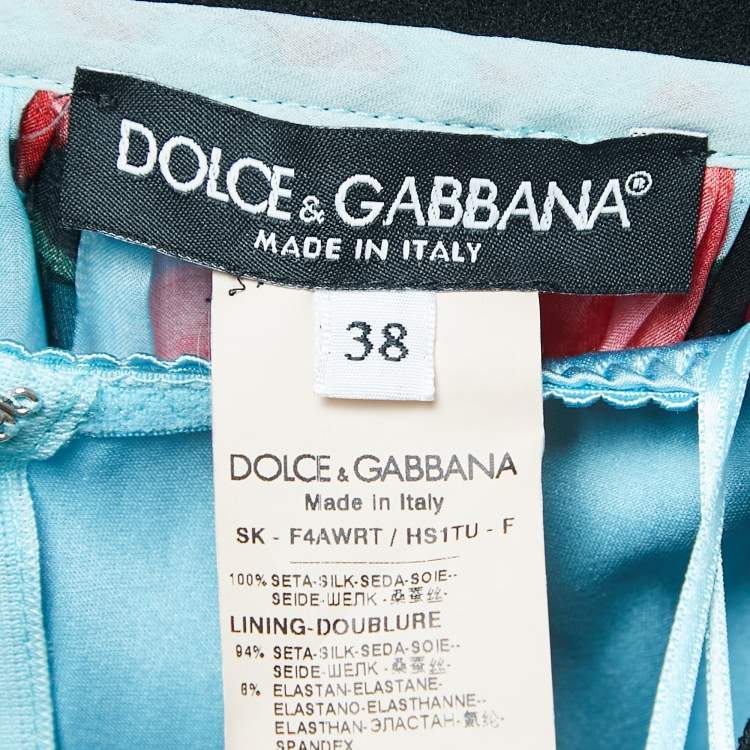 DOLCE & GABBANA®
MADE IN ITALY
38
DOLCE & GABBANA
Made in Italy
SK - F4AWRT / HS1TU - F
100% SETA-SILK-SEDA-SOIE--
SEIDE-ШЕЛК -桑蚕丝-
LINING-DOUBLURE
94% SETA-SILK-SEDA-SOIE--
SEIDE-ШЕЛК -桑蚕丝-
6% ELASTAN-ELASTANE-
ELASTANO-ELASTHANNE--
ELASTHAN-ЭЛАСТАН-氨纶-
SPANDEX